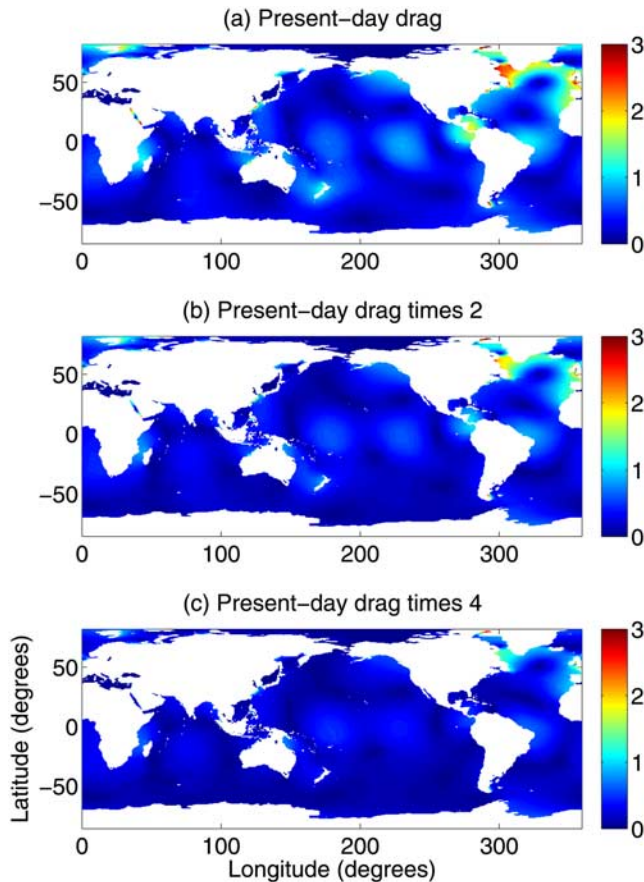 (a) Present−day drag
50
0
−50
0 100 200 300
3
2
1
0
(b) Present−day drag times 2
50
0
−50
0 100 200 300
3
2
1
0
(c) Present−day drag times 4
50
0
−50
0 100 200 300
3
2
1
0
Latitude (degrees)
Longitude (degrees)